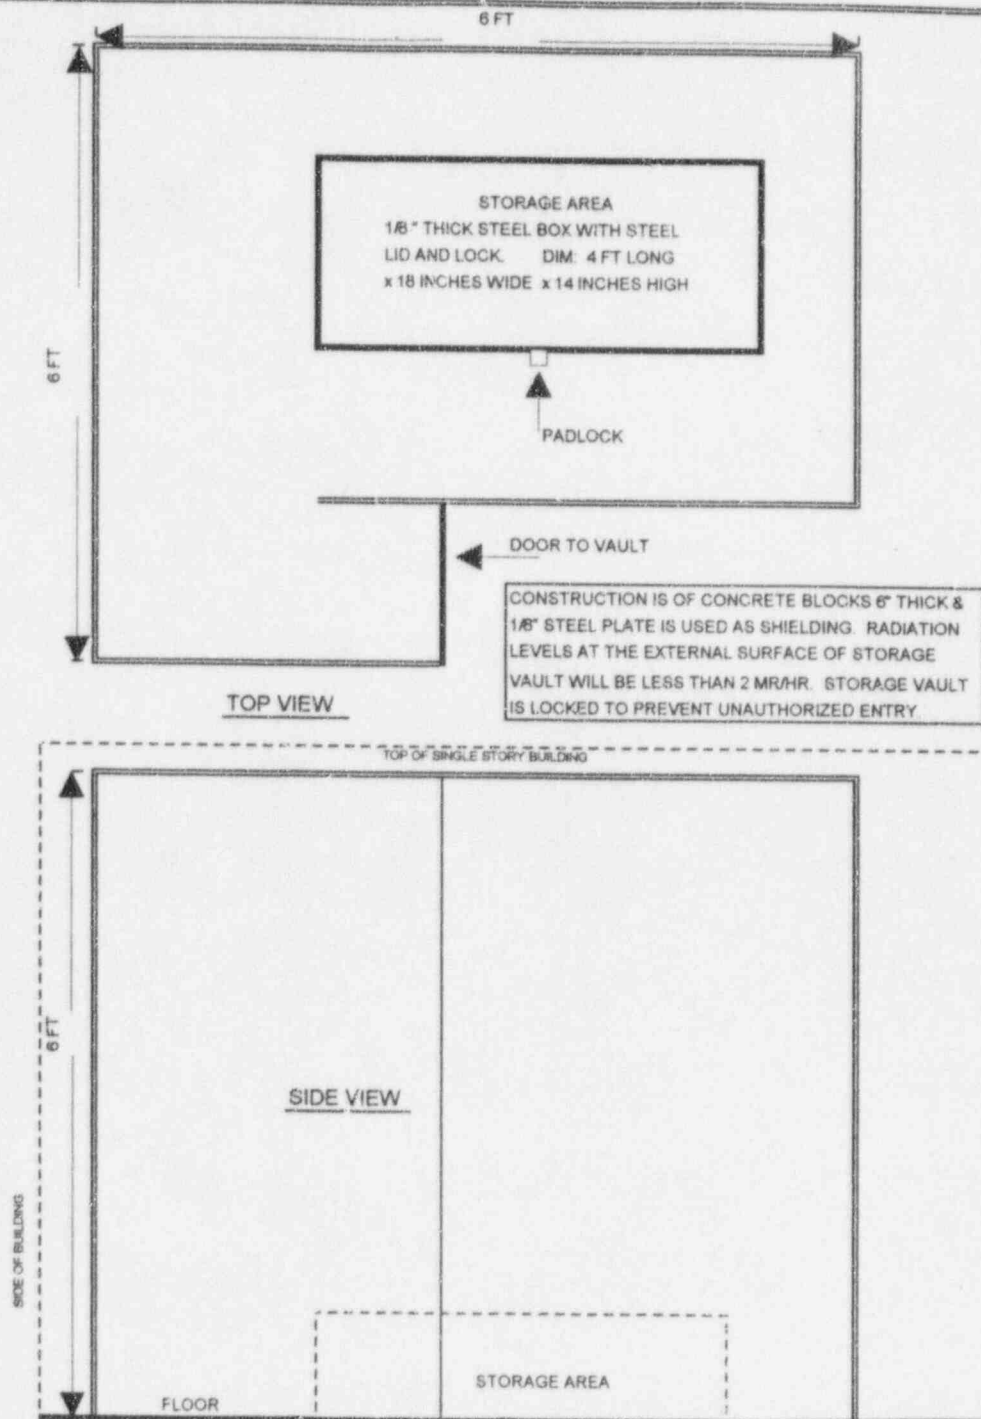 6 FT
STORAGE AREA
1/8" THICK STEEL BOX WITH STEEL
LID AND LOCK. DIM: 4 FT LONG
x 18 INCHES WIDE x 14 INCHES HIGH
6 FT
PADLOCK
DOOR TO VAULT
CONSTRUCTION IS OF CONCRETE BLOCKS 6" THICK &
1/8" STEEL PLATE IS USED AS SHIELDING. RADIATION
LEVELS AT THE EXTERNAL SURFACE OF STORAGE
VAULT WILL BE LESS THAN 2 MR/HR. STORAGE VAULT
IS LOCKED TO PREVENT UNAUTHORIZED ENTRY.
TOP VIEW
TOP OF SINGLE STORY BUILDING
6 FT
SIDE VIEW
SIDE OF BUILDING
STORAGE AREA
FLOOR